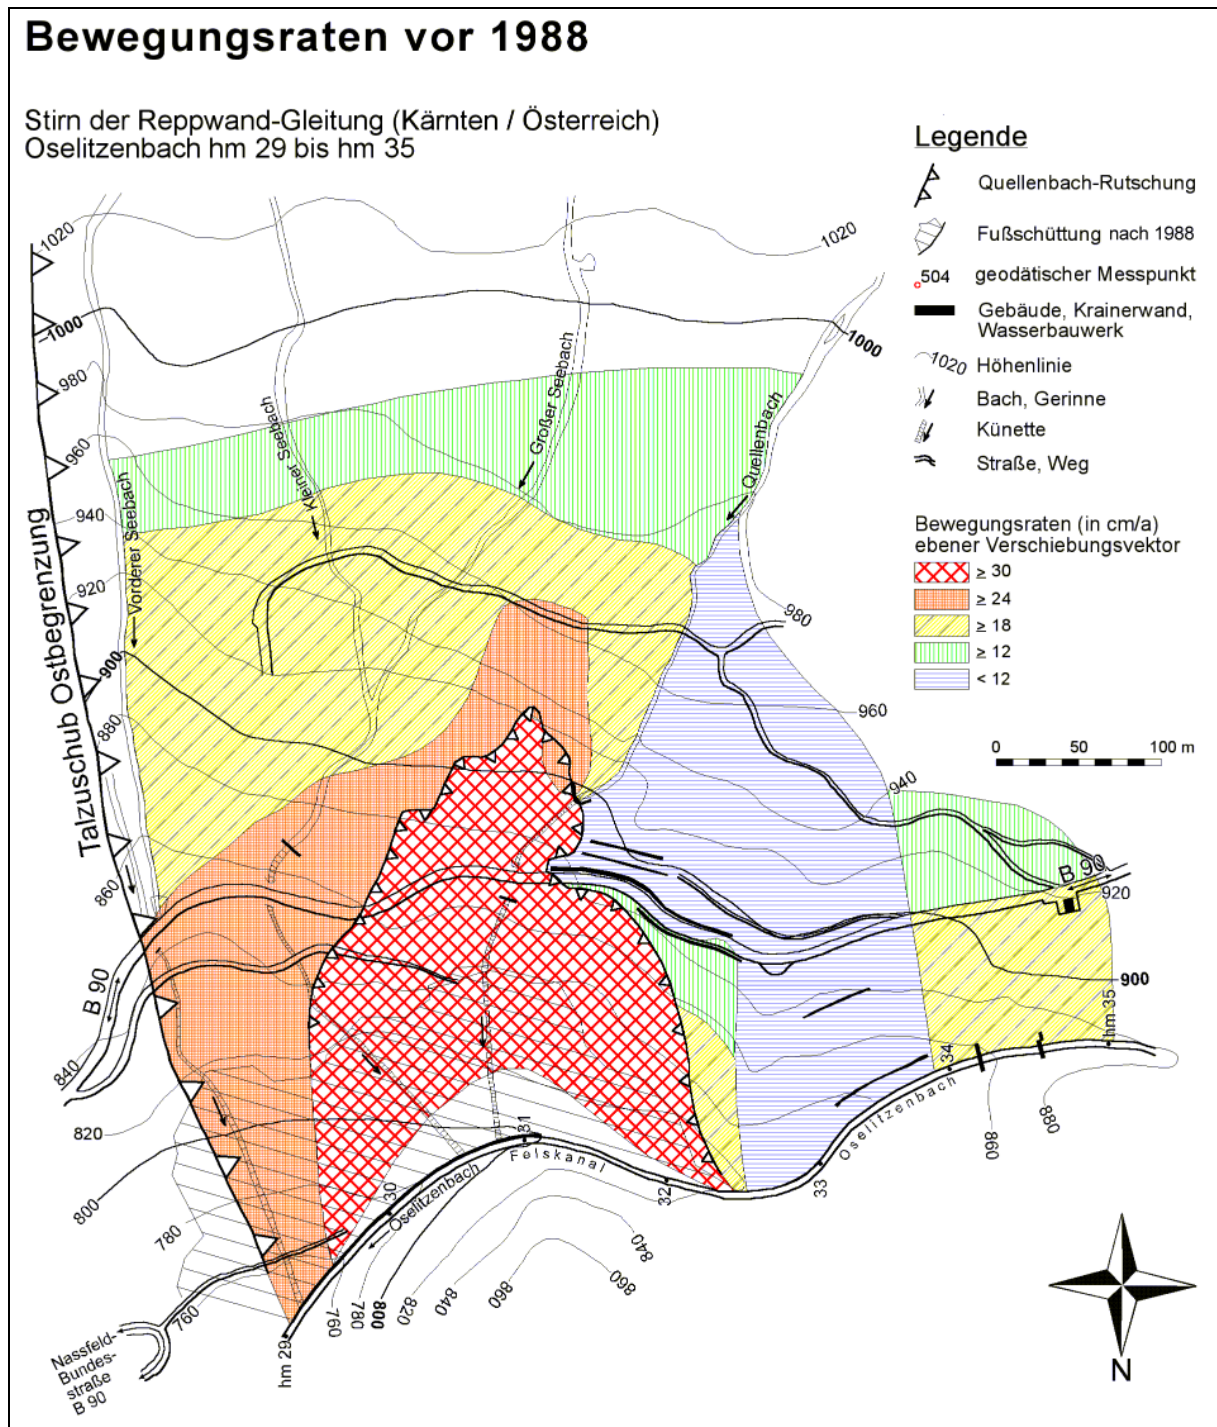 Bewegungsraten vor 1988
Stirn der Reppwand-Gleitung (Kärnten / Österreich)
Oselitzenbach hm 29 bis hm 35
Legende
Quellenbach-Rutschung
Fußschüttung nach 1988
504 geodätischer Messpunkt
Gebäude, Krainerwand,
Wasserbauwerk
1020 Höhenlinie
Bach, Gerinne
Künette
Straße, Weg
Bewegungsraten (in cm/a)
ebener Verschiebungsvektor
≥ 30
≥ 24
≥ 18
≥ 12
< 12
0 50 100 m
1020
1020
1000
1000
980
960
940
920
900
880
860
840
820
800
780
760
Talzuschub Ostbegrenzung
Vorderer Seebach
Kleiner Seebach
Großer Seebach
Quellenbach
980
960
940
B 90
920
900
hm 35
34
860
880
Oselitzenbach
33
32
Felskanal
31
30
Oselitzenbach
B 90
hm 29
760
780
800
820
840
860
860
840
Nassfeld-
Bundes-
straße
B 90
N